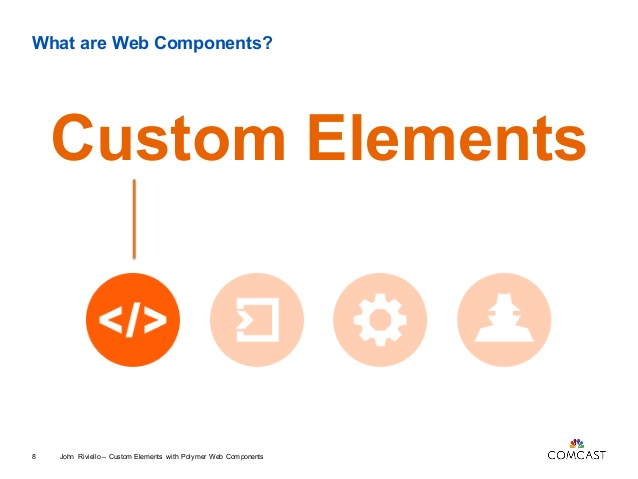 What are Web Components?
Custom Elements
</>
8 John Riviello – Custom Elements with Polymer Web Components
COMCAST